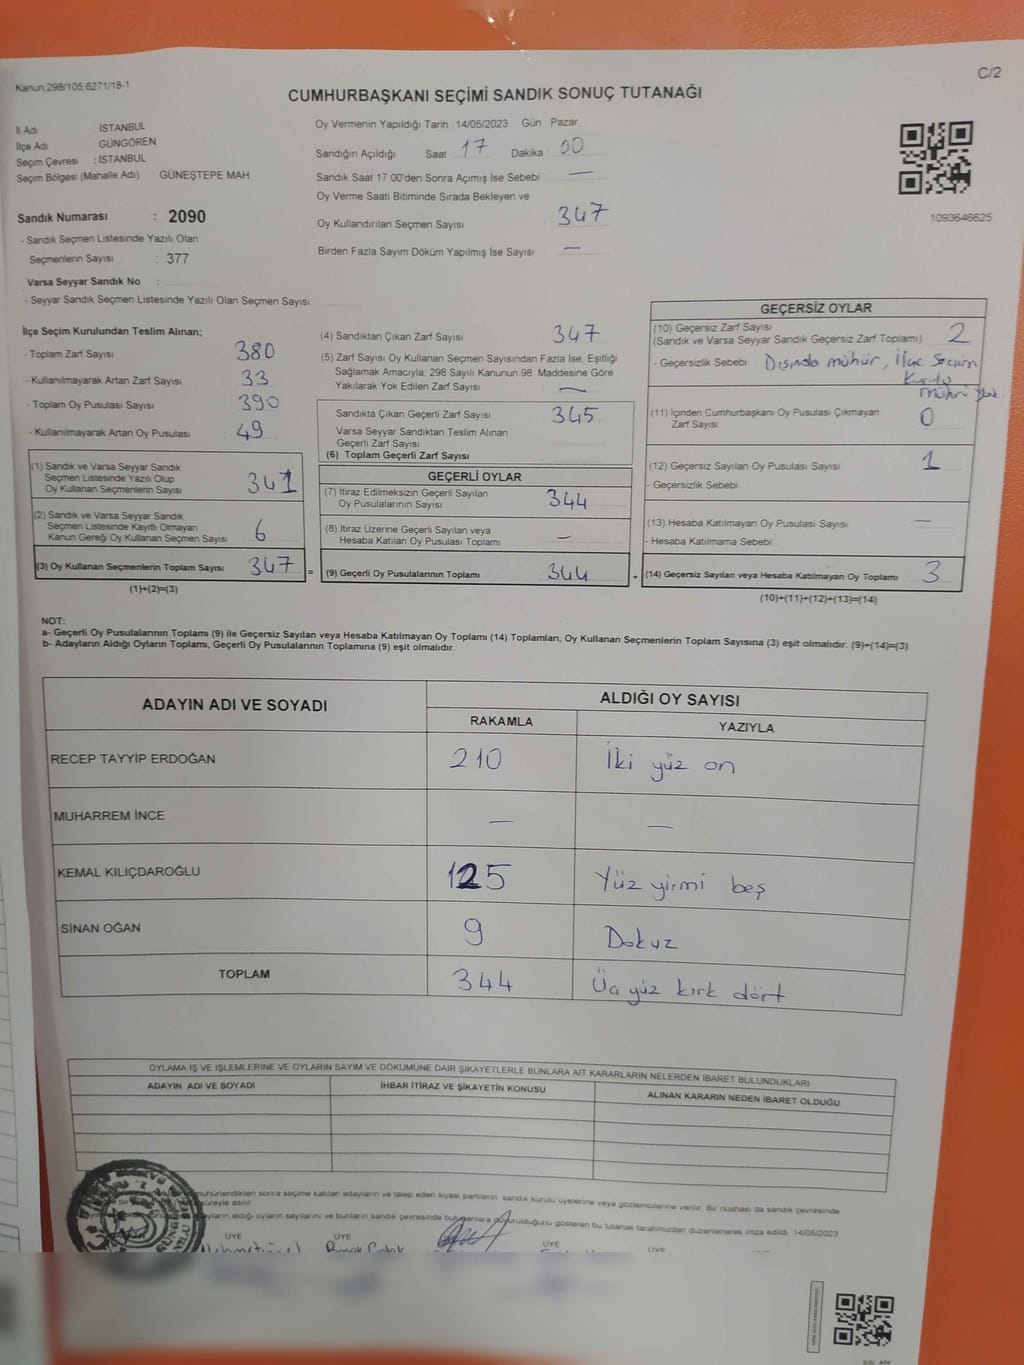 C/2
Kanun:298/105;6271/18-1
CUMHURBAŞKANI SEÇİMİ SANDIK SONUÇ TUTANAĞI
İl Adı İSTANBUL
İlçe Adı GÜNGÖREN
Seçim Çevresi : İSTANBUL
Seçim Bölgesi (Mahalle Adı) GÜNEŞTEPE MAH.
Sandık Numarası : 2090
- Sandık Seçmen Listesinde Yazılı Olan
Seçmenlerin Sayısı : 377
Varsa Seyyar Sandık No :
- Seyyar Sandık Seçmen Listesinde Yazılı Olan Seçmen Sayısı:
Oy Vermenin Yapıldığı Tarih :14/05/2023 Gün : Pazar
Sandığın Açıldığı Saat 17 Dakika 00
Sandık Saat 17:00'den Sonra Açımış İse Sebebi : —
Oy Verme Saati Bitiminde Sırada Bekleyen ve
Oy Kullandırılan Seçmen Sayısı 347
Birden Fazla Sayım Döküm Yapılmış İse Sayısı : —
1093646625
İlçe Seçim Kurulundan Teslim Alınan;
- Toplam Zarf Sayısı 380
- Kullanılmayarak Artan Zarf Sayısı 33
- Toplam Oy Pusulası Sayısı 390
- Kullanılmayarak Artan Oy Pusulası 49
(1) Sandık ve Varsa Seyyar Sandık
Seçmen Listesinde Yazılı Olup
Oy Kullanan Seçmenlerin Sayısı 341
(2) Sandık ve Varsa Seyyar Sandık
Seçmen Listesinde Kayıtlı Olmayan
Kanun Gereği Oy Kullanan Seçmen Sayısı 6
(3) Oy Kullanan Seçmenlerin Toplam Sayısı 347
(1)+(2)=(3)
(4) Sandıktan Çıkan Zarf Sayısı 347
(5) Zarf Sayısı Oy Kullanan Seçmen Sayısından Fazla İse, Eşitliği
Sağlamak Amacıyla; 298 Sayılı Kanunun 98. Maddesine Göre
Yakılarak Yok Edilen Zarf Sayısı —
Sandıkta Çıkan Geçerli Zarf Sayısı 345
Varsa Seyyar Sandıktan Teslim Alınan
Geçerli Zarf Sayısı
(6) Toplam Geçerli Zarf Sayısı
GEÇERLİ OYLAR
(7) İtiraz Edilmeksizin Geçerli Sayılan
Oy Pusulalarının Sayısı 344
(8) İtiraz Üzerine Geçerli Sayılan veya
Hesaba Katılan Oy Pusulası Toplamı —
= (9) Geçerli Oy Pusulalarının Toplamı 344
GEÇERSİZ OYLAR
(10) Geçersiz Zarf Sayısı
(Sandık ve Varsa Seyyar Sandık Geçersiz Zarf Toplamı) 2
- Geçersizlik Sebebi Dışında mühür, İlçe Seçim
Kurulu
mührü yok.
(11) İçinden Cumhurbaşkanı Oy Pusulası Çıkmayan
Zarf Sayısı 0
(12) Geçersiz Sayılan Oy Pusulası Sayısı 1
- Geçersizlik Sebebi
(13) Hesaba Katılmayan Oy Pusulası Sayısı —
- Hesaba Katılmama Sebebi
+ (14) Geçersiz Sayılan veya Hesaba Katılmayan Oy Toplamı 3
(10)+(11)+(12)+(13)=(14)
NOT:
a- Geçerli Oy Pusulalarının Toplamı (9) ile Geçersiz Sayılan veya Hesaba Katılmayan Oy Toplamı (14) Toplamları, Oy Kullanan Seçmenlerin Toplam Sayısına (3) eşit olmalıdır. (9)+(14)=(3)
b- Adayların Aldığı Oyların Toplamı, Geçerli Oy Pusulalarının Toplamına (9) eşit olmalıdır.
ADAYIN ADI VE SOYADI ALDIĞI OY SAYISI
RAKAMLA YAZIYLA
RECEP TAYYİP ERDOĞAN 210 İki yüz on
MUHARREM İNCE — —
KEMAL KILIÇDAROĞLU 125 Yüz yirmi beş
SİNAN OĞAN 9 Dokuz
TOPLAM 344 Üç yüz kırk dört
OYLAMA İŞ VE İŞLEMLERİNE VE OYLARIN SAYIM VE DÖKÜMÜNE DAİR ŞİKAYETLERLE BUNLARA AİT KARARLARIN NELERDEN İBARET BULUNDUKLARI
ADAYIN ADI VE SOYADI İHBAR İTİRAZ VE ŞİKAYETİN KONUSU ALINAN KARARIN NEDEN İBARET OLDUĞU
mühürlendikten sonra seçime katılan adayların ve talep eden siyasi partilerin sandık kurulu üyelerine veya gözlemcilerine verilir. Bir nüshası da sandık çevresinde
süreyle asılır.
aldığı oyların sayılarını ve bunların sandık çevresinde bulunanlara duyurulduğunu gösteren bu tutanak tarafımızdan düzenlenerek imza edildi. 14/05/2023
ÜYE ÜYE ÜYE ÜYE